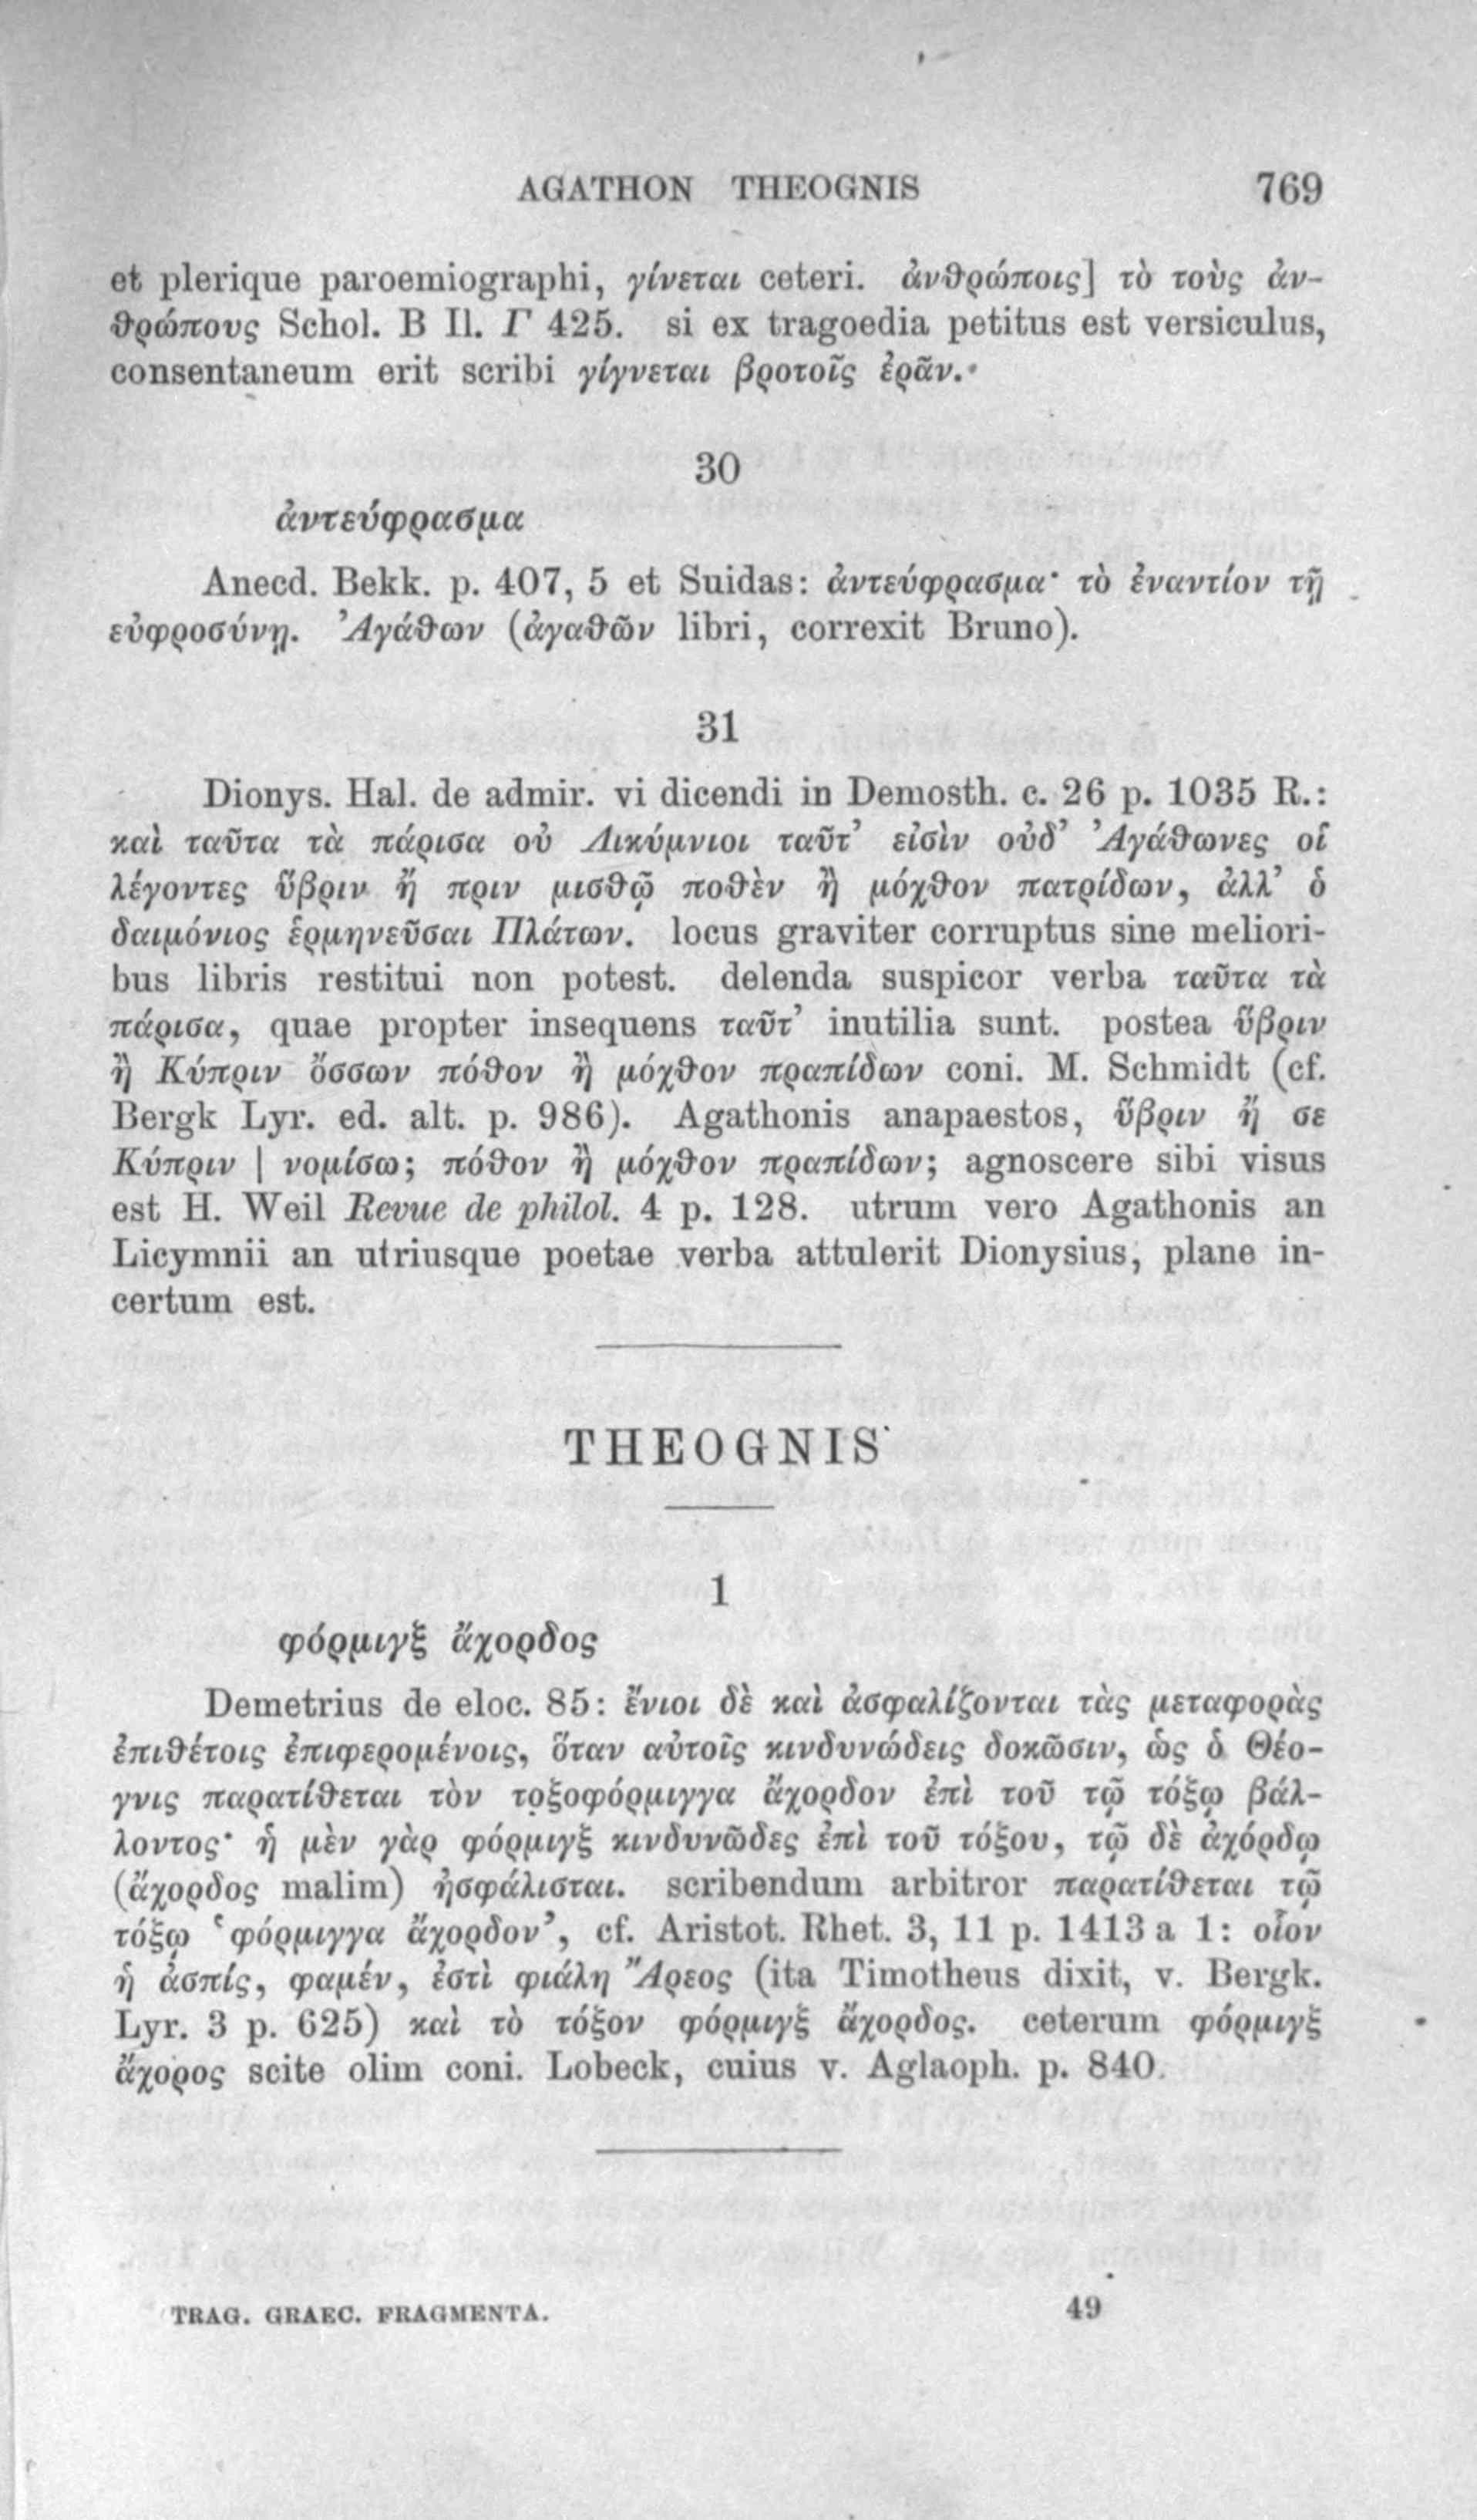 AGATHON THEOGNIS 769
et plerique paroemiographi, γίνεται ceteri. ἀνθρώποις] τὸ τοὺς ἀν-
θρώπους Schol. B Il. Γ 425. si ex tragoedia petitus est versiculus,
consentaneum erit scribi γίγνεται βροτοῖς ἐρᾶν.
30
ἀντεύφρασμα
Anecd. Bekk. p. 407, 5 et Suidas: ἀντεύφρασμα· τὸ ἐναντίον τῇ
εὐφροσύνῃ. Ἀγάθων (ἀγαθῶν libri, correxit Bruno).
31
Dionys. Hal. de admir. vi dicendi in Demosth. c. 26 p. 1035 R.:
καὶ ταῦτα τὰ πάρισα οὐ Λικύμνιοι ταῦτ' εἰσὶν οὐδ' Ἀγάθωνες οἱ
λέγοντες ὕβριν ἤ πριν μισθῷ ποθὲν ἢ μόχθον πατρίδων, ἀλλ' ὁ
δαιμόνιος ἑρμηνεῦσαι Πλάτων. locus graviter corruptus sine meliori-
bus libris restitui non potest. delenda suspicor verba ταῦτα τὰ
πάρισα, quae propter insequens ταῦτ' inutilia sunt. postea ὕβριν
ἢ Κύπριν ὄσσων πόθον ἢ μόχθον πραπίδων coni. M. Schmidt (cf.
Bergk Lyr. ed. alt. p. 986). Agathonis anapaestos, ὕβριν ἤ σε
Κύπριν | νομίσω; πόθον ἢ μόχθον πραπίδων; agnoscere sibi visus
est H. Weil Revue de philol. 4 p. 128. utrum vero Agathonis an
Licymnii an utriusque poetae verba attulerit Dionysius, plane in-
certum est.
THEOGNIS
1
φόρμιγξ ἄχορδος
Demetrius de eloc. 85: ἔνιοι δὲ καὶ ἀσφαλίζονται τὰς μεταφορὰς
ἐπιθέτοις ἐπιφερομένοις, ὅταν αὐτοῖς κινδυνώδεις δοκῶσιν, ὡς ὁ Θέο-
γνις παρατίθεται τὸν τοξοφόρμιγγα ἄχορδον ἐπὶ τοῦ τῷ τόξῳ βάλ-
λοντος· ἡ μὲν γὰρ φόρμιγξ κινδυνῶδες ἐπὶ τοῦ τόξου, τῷ δὲ ἀχόρδῳ
(ἄχορδος malim) ἠσφάλισται. scribendum arbitror παρατίθεται τῷ
τόξῳ ‘φόρμιγγα ἄχορδον’, cf. Aristot. Rhet. 3, 11 p. 1413 a 1: οἷον
ἡ ἀσπίς, φαμέν, ἐστὶ φιάλη Ἄρεος (ita Timotheus dixit, v. Bergk.
Lyr. 3 p. 625) καὶ τὸ τόξον φόρμιγξ ἄχορδος. ceterum φόρμιγξ
ἄχορος scite olim coni. Lobeck, cuius v. Aglaoph. p. 840.
TRAG. GRAEC. FRAGMENTA. 49